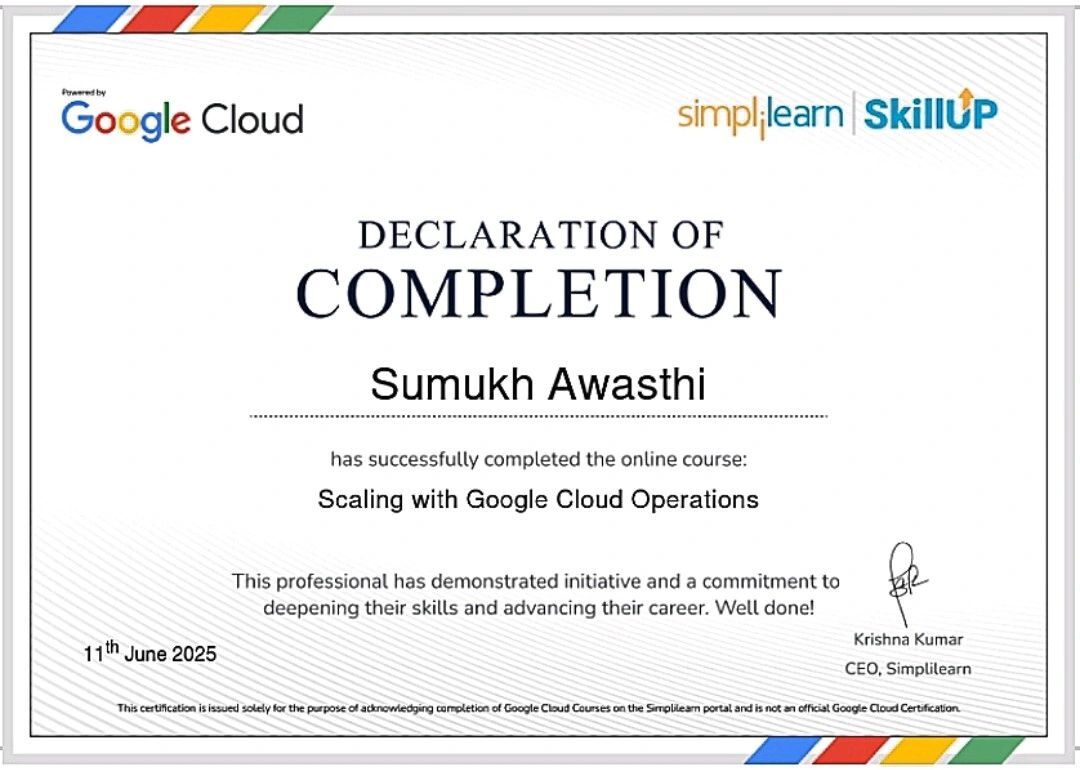 Powered by
Google Cloud
simplilearn | SkillUP
DECLARATION OF
COMPLETION
Sumukh Awasthi
has successfully completed the online course:
Scaling with Google Cloud Operations
This professional has demonstrated initiative and a commitment to
deepening their skills and advancing their career. Well done!
11th June 2025
Krishna Kumar
CEO, Simplilearn
This certification is issued solely for the purpose of acknowledging completion of Google Cloud Courses on the Simplilearn portal and is not an official Google Cloud Certification.